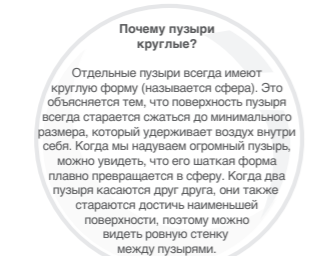 Почему пузыри
круглые?
Отдельные пузыри всегда имеют
круглую форму (называется сфера). Это
объясняется тем, что поверхность пузыря
всегда старается сжаться до минимального
размера, который удерживает воздух внутри
себя. Когда мы надуваем огромный пузырь,
можно увидеть, что его шаткая форма
плавно превращается в сферу. Когда два
пузыря касаются друг друга, они также
стараются достичь наименьшей
поверхности, поэтому можно
видеть ровную стенку
между пузырями.